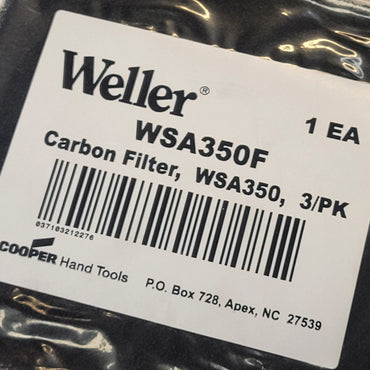 Weller®
1 EA
WSA350F
Carbon Filter, WSA350, 3/PK
037103212276
COOPER Hand Tools
P.O. Box 728, Apex, NC 27539